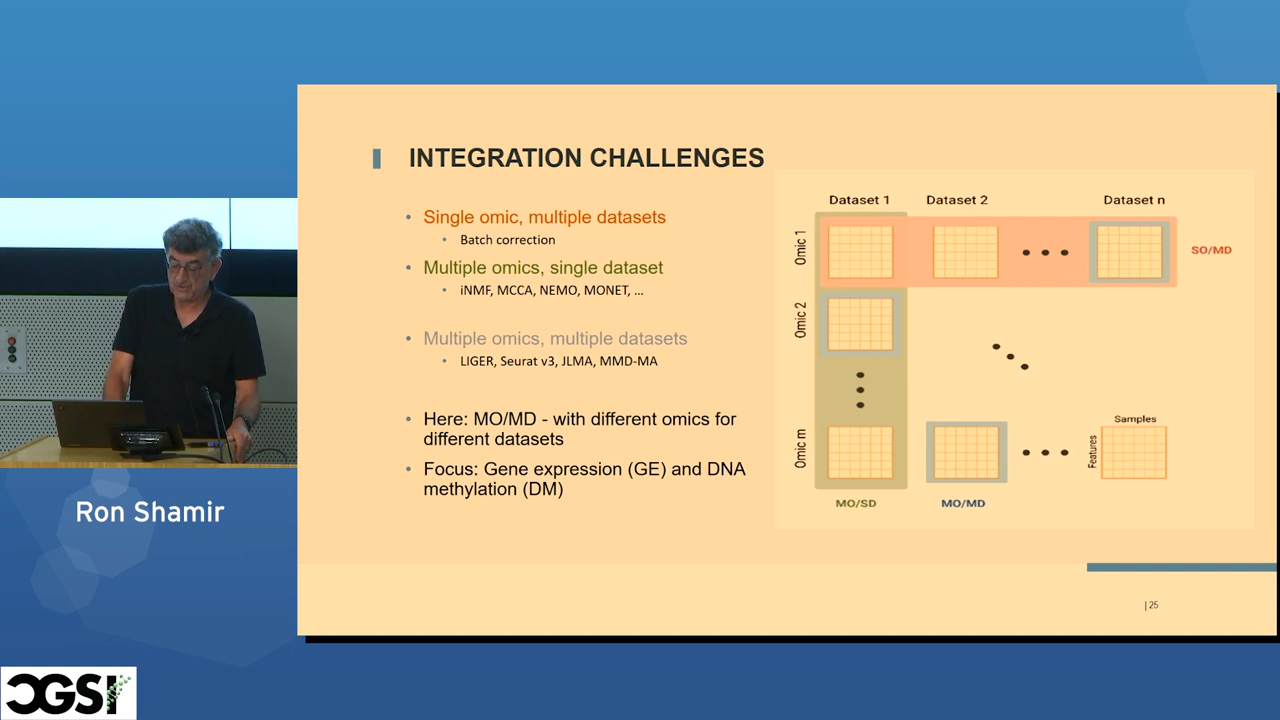 INTEGRATION CHALLENGES
• Single omic, multiple datasets
• Batch correction
• Multiple omics, single dataset
• iNMF, MCCA, NEMO, MONET, ...
• Multiple omics, multiple datasets
• LIGER, Seurat v3, JLMA, MMD-MA
• Here: MO/MD - with different omics for
different datasets
• Focus: Gene expression (GE) and DNA
methylation (DM)
Dataset 1
Dataset 2
Dataset n
Omic 1
SO/MD
Omic 2
Omic m
Samples
Features
MO/SD
MO/MD
| 25
Ron Shamir
CGSI